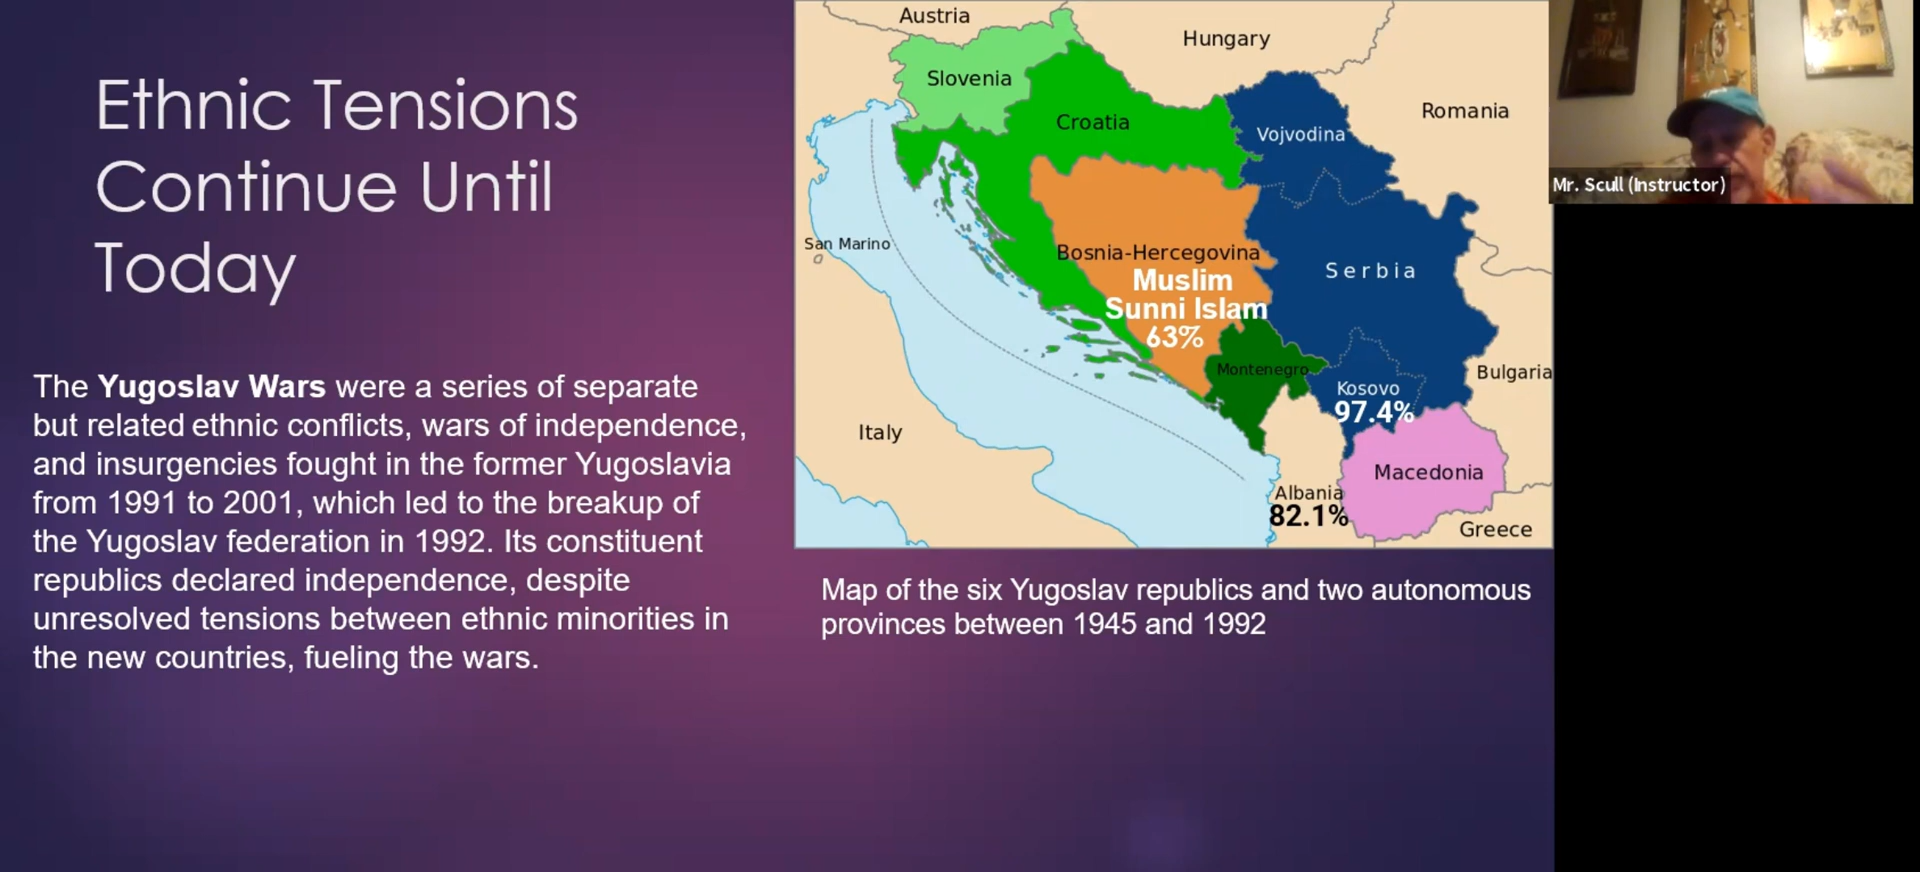 Ethnic Tensions
Continue Until
Today
The Yugoslav Wars were a series of separate
but related ethnic conflicts, wars of independence,
and insurgencies fought in the former Yugoslavia
from 1991 to 2001, which led to the breakup of
the Yugoslav federation in 1992. Its constituent
republics declared independence, despite
unresolved tensions between ethnic minorities in
the new countries, fueling the wars.
Austria
Hungary
Slovenia
Romania
Croatia
Vojvodina
San Marino
Bosnia-Hercegovina
Muslim
Sunni Islam
63%
Serbia
Montenegro
Bulgaria
Kosovo
97.4%
Italy
Macedonia
Albania
82.1%
Greece
Map of the six Yugoslav republics and two autonomous
provinces between 1945 and 1992
Mr. Scull (Instructor)